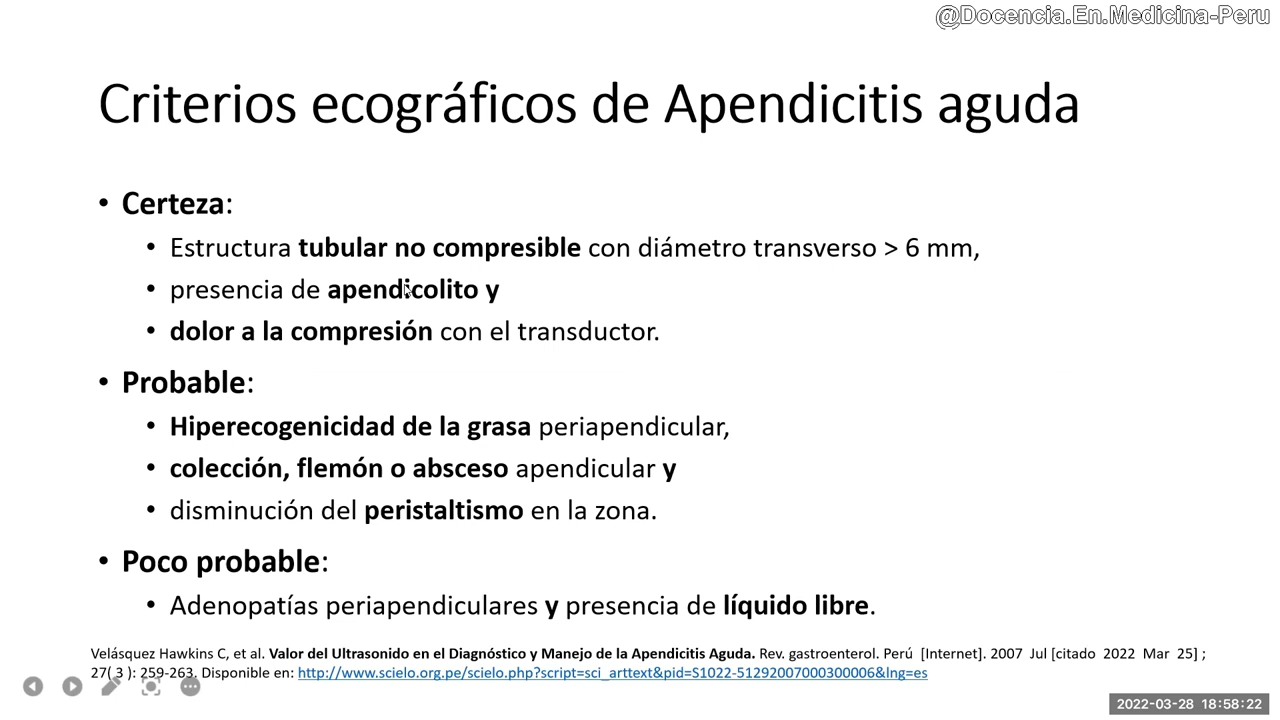 @Docencia.En.Medicina-Peru
Criterios ecográficos de Apendicitis aguda
• Certeza:
• Estructura tubular no compresible con diámetro transverso > 6 mm,
• presencia de apendicolito y
• dolor a la compresión con el transductor.
• Probable:
• Hiperecogenicidad de la grasa periapendicular,
• colección, flemón o absceso apendicular y
• disminución del peristaltismo en la zona.
• Poco probable:
• Adenopatías periapendiculares y presencia de líquido libre.
Velásquez Hawkins C, et al. Valor del Ultrasonido en el Diagnóstico y Manejo de la Apendicitis Aguda. Rev. gastroenterol. Perú [Internet]. 2007 Jul [citado 2022 Mar 25] ;
27( 3 ): 259-263. Disponible en: http://www.scielo.org.pe/scielo.php?script=sci_arttext&pid=S1022-51292007000300006&lng=es
2022-03-28 18:58:22